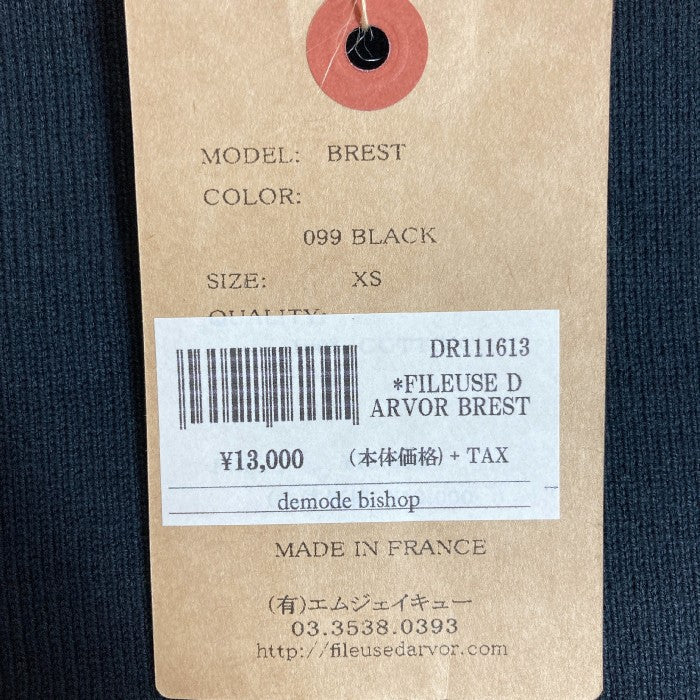 MODEL: BREST
COLOR:
099 BLACK
SIZE: XS
QUALITY:
DR111613
*FILEUSE D
ARVOR BREST
¥13,000 (本体価格) + TAX
demode bishop
MADE IN FRANCE
(有)エムジェイキュー
03.3538.0393
http://fileusedarvor.com